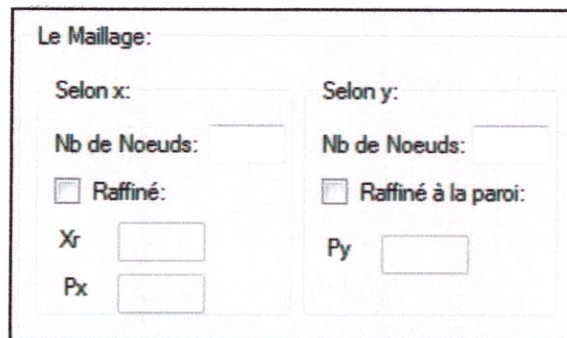 Le Maillage:
Selon x:
Nb de Noeuds:
Raffiné:
Xr
Px
Selon y:
Nb de Noeuds:
Raffiné à la paroi:
Py